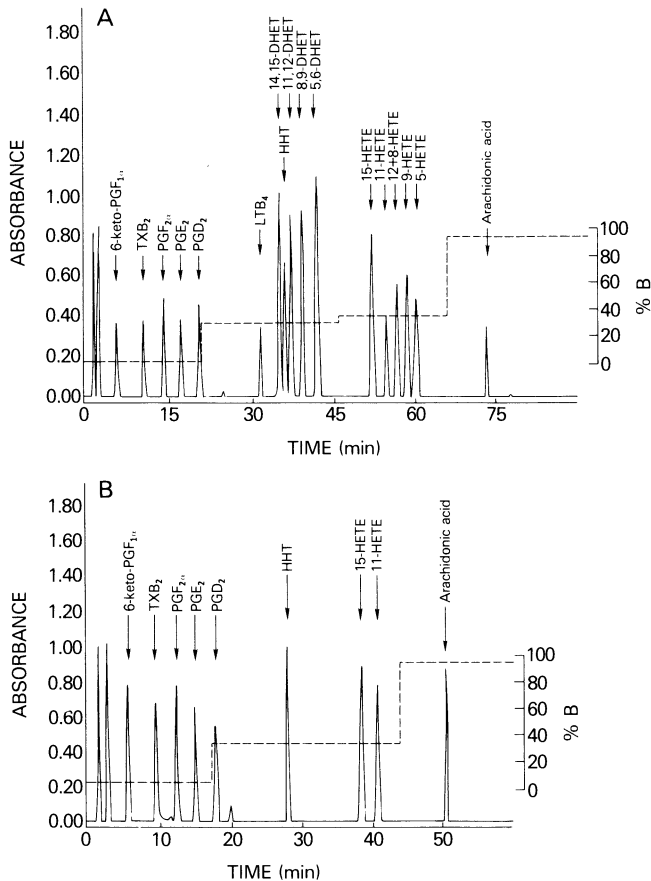 A
1.80
1.60
1.40
1.20
1.00
0.80
0.60
0.40
0.20
0.00
ABSORBANCE
6-keto-PGF1α
TXB2
PGF2α
PGE2
PGD2
LTB4
HHT
14,15-DHET
11,12-DHET
8,9-DHET
5,6-DHET
15-HETE
11-HETE
12+8-HETE
9-HETE
5-HETE
Arachidonic acid
100
80
60
40
20
0
% B
0 15 30 45 60 75
TIME (min)
B
1.80
1.60
1.40
1.20
1.00
0.80
0.60
0.40
0.20
0.00
ABSORBANCE
6-keto-PGF1α
TXB2
PGF2α
PGE2
PGD2
HHT
15-HETE
11-HETE
Arachidonic acid
100
80
60
40
20
0
% B
0 10 20 30 40 50
TIME (min)